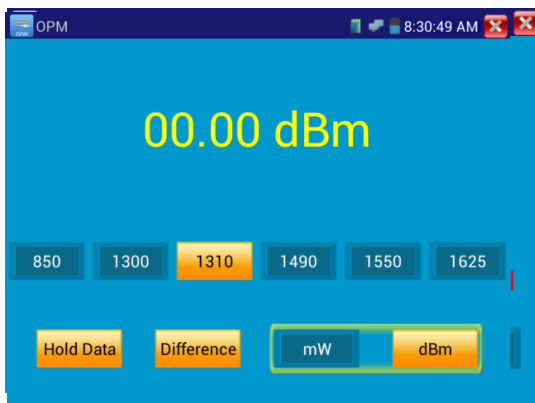 OPM
OPM 8:30:49 AM
00.00 dBm
850 1300 1310 1490 1550 1625
Hold Data Difference mW dBm